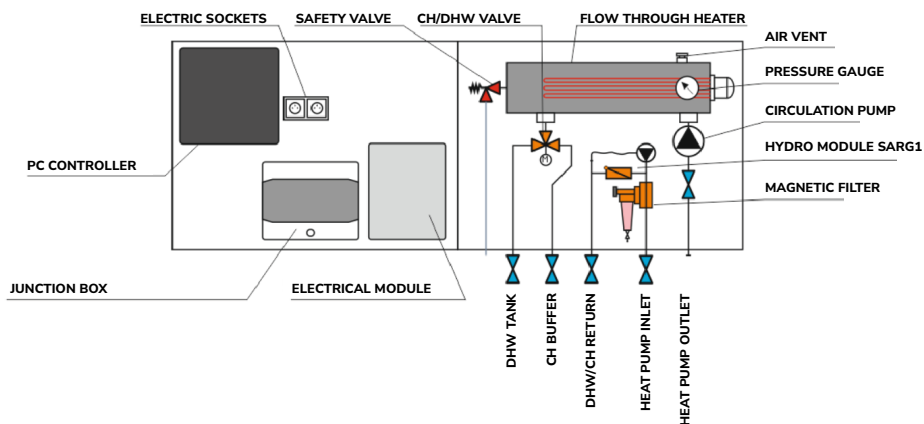 ELECTRIC SOCKETS
SAFETY VALVE
CH/DHW VALVE
FLOW THROUGH HEATER
AIR VENT
PRESSURE GAUGE
CIRCULATION PUMP
HYDRO MODULE SARG1
MAGNETIC FILTER
PC CONTROLLER
JUNCTION BOX
ELECTRICAL MODULE
M
DHW TANK
CH BUFFER
DHW/CH RETURN
HEAT PUMP INLET
HEAT PUMP OUTLET